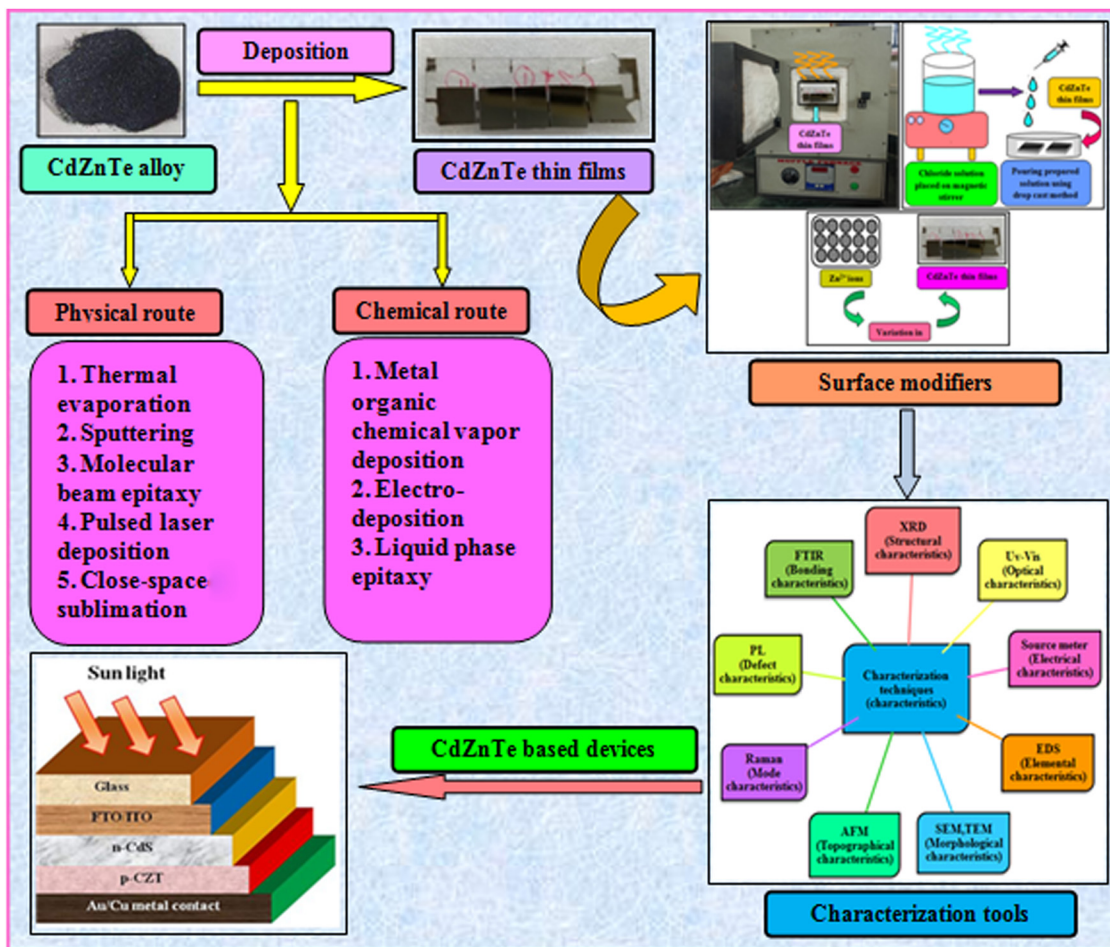 Deposition
CdZnTe alloy
CdZnTe thin films
Physical route
Chemical route
1. Thermal
evaporation
2. Sputtering
3. Molecular
beam epitaxy
4. Pulsed laser
deposition
5. Close-space
sublimation
1. Metal
organic
chemical vapor
deposition
2. Electro-
deposition
3. Liquid phase
epitaxy
CdZnTe
thin films
CdZnTe
thin films
Chloride solution
placed on magnetic
stirrer
Pouring prepared
solution using
drop cast method
Zn²⁺ ions
CdZnTe thin films
Variation in
Surface modifiers
XRD
(Structural
characteristics)
FTIR
(Bonding
characteristics)
Uv-Vis
(Optical
characteristics)
PL
(Defect
characteristics)
Source meter
(Electrical
characteristics)
Characterization
techniques
(characteristics)
Raman
(Mode
characteristics)
EDS
(Elemental
characteristics)
AFM
(Topographical
characteristics)
SEM,TEM
(Morphological
characteristics)
Characterization tools
CdZnTe based devices
Sun light
Glass
FTO/ITO
n-CdS
p-CZT
Au/Cu metal contact